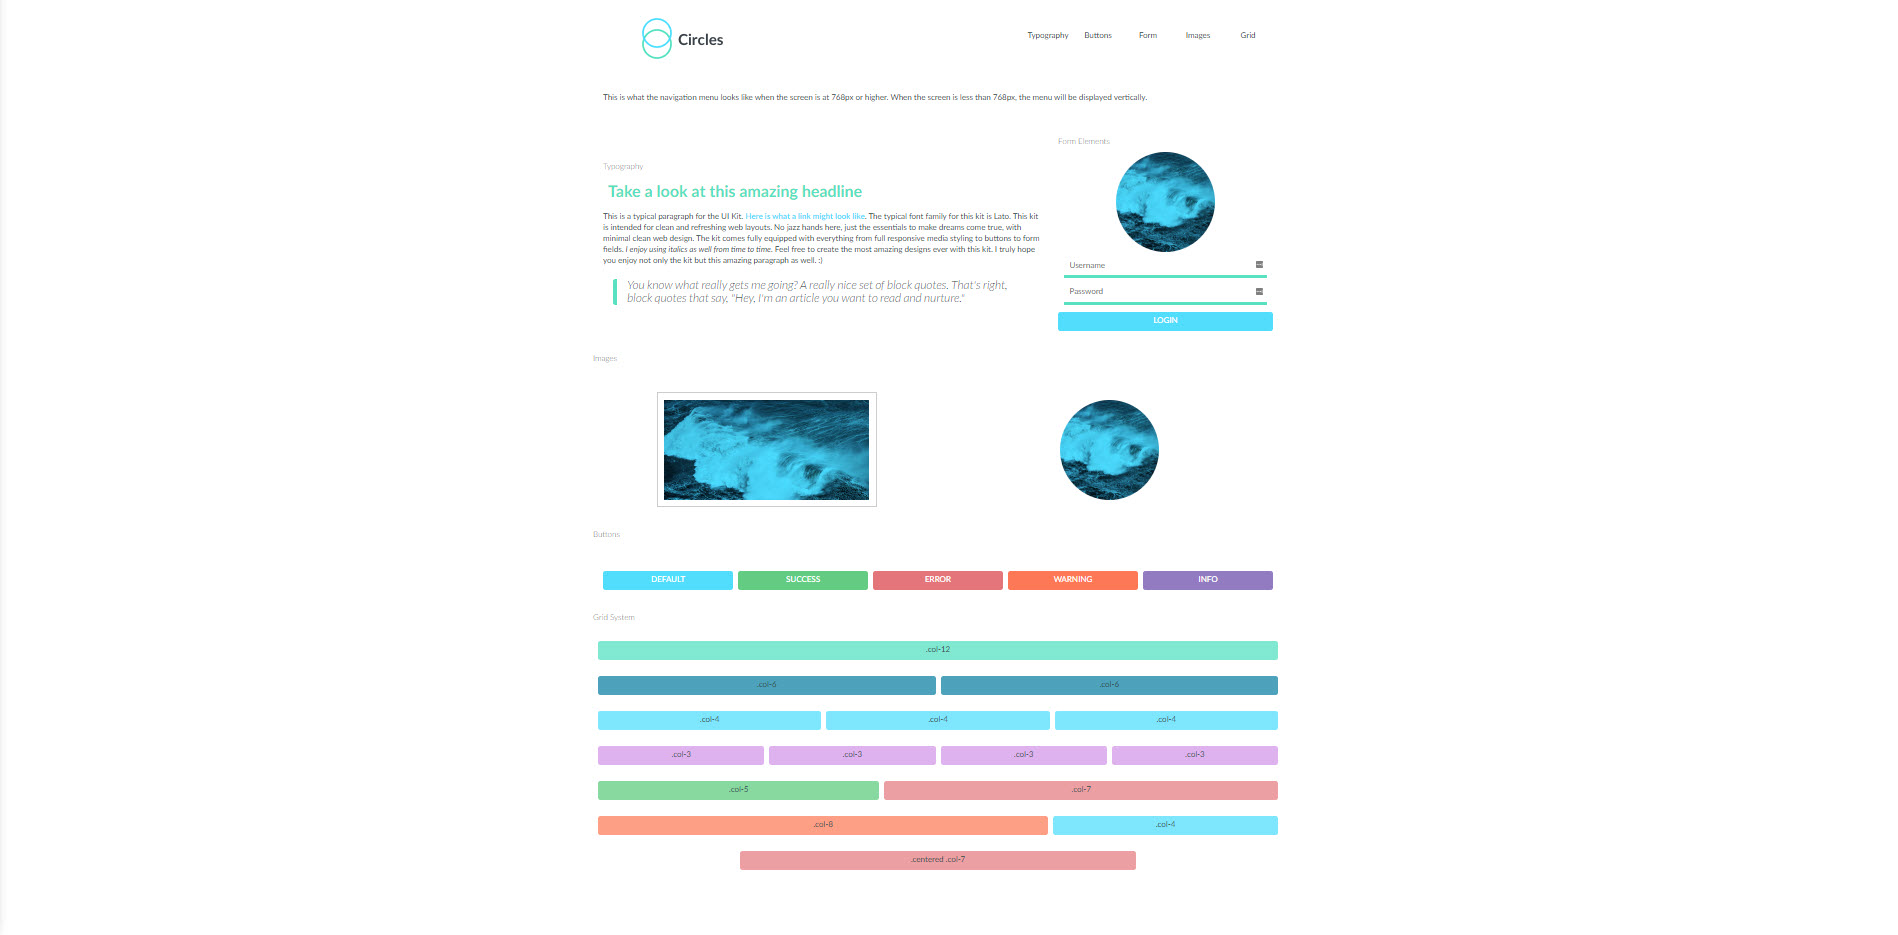 Circles
Typography Buttons Form Images Grid
This is what the navigation menu looks like when the screen is at 768px or higher. When the screen is less than 768px, the menu will be displayed vertically.
Typography
Take a look at this amazing headline
This is a typical paragraph for the UI Kit. Here is what a link might look like. The typical font family for this kit is Lato. This kit
is intended for clean and refreshing web layouts. No jazz hands here, just the essentials to make dreams come true, with
minimal clean web design. The kit comes fully equipped with everything from full responsive media styling to buttons to form
fields. I enjoy using italics as well from time to time. Feel free to create the most amazing designs ever with this kit. I truly hope
you enjoy not only the kit but this amazing paragraph as well. :)
You know what really gets me going? A really nice set of block quotes. That's right,
block quotes that say, "Hey, I'm an article you want to read and nurture."
Form Elements
Username
Password
LOGIN
Images
Buttons
DEFAULT SUCCESS ERROR WARNING INFO
Grid System
.col-12
.col-6 .col-6
.col-4 .col-4 .col-4
.col-3 .col-3 .col-3 .col-3
.col-5 .col-7
.col-8 .col-4
.centered .col-7